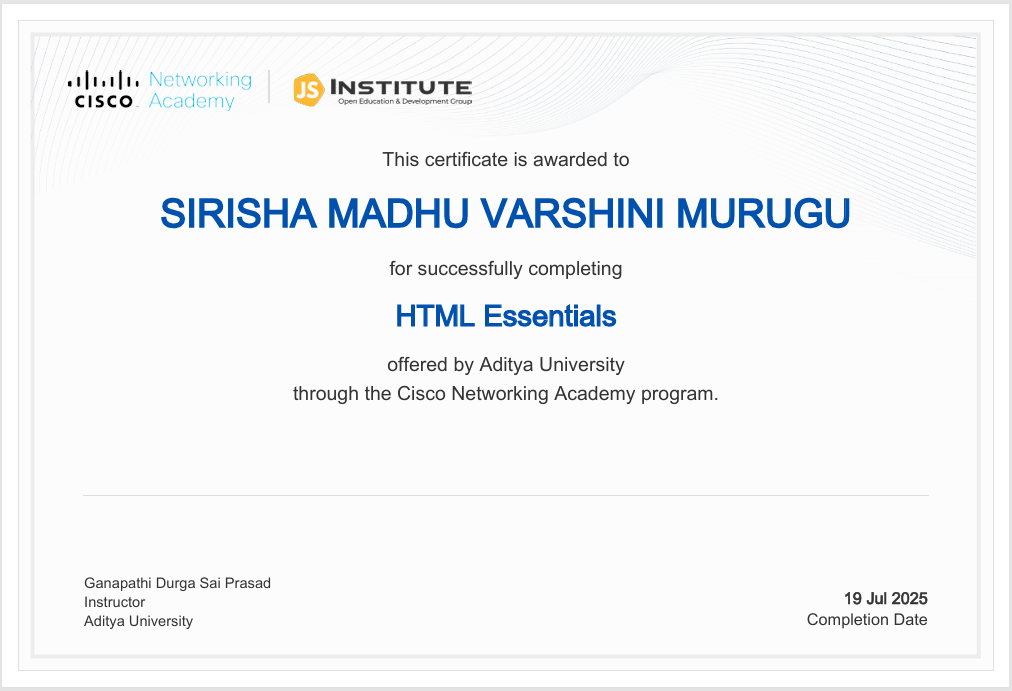 CISCO
Networking
Academy
JS INSTITUTE
Open Education & Development Group
This certificate is awarded to
SIRISHA MADHU VARSHINI MURUGU
for successfully completing
HTML Essentials
offered by Aditya University
through the Cisco Networking Academy program.
Ganapathi Durga Sai Prasad
Instructor
Aditya University
19 Jul 2025
Completion Date